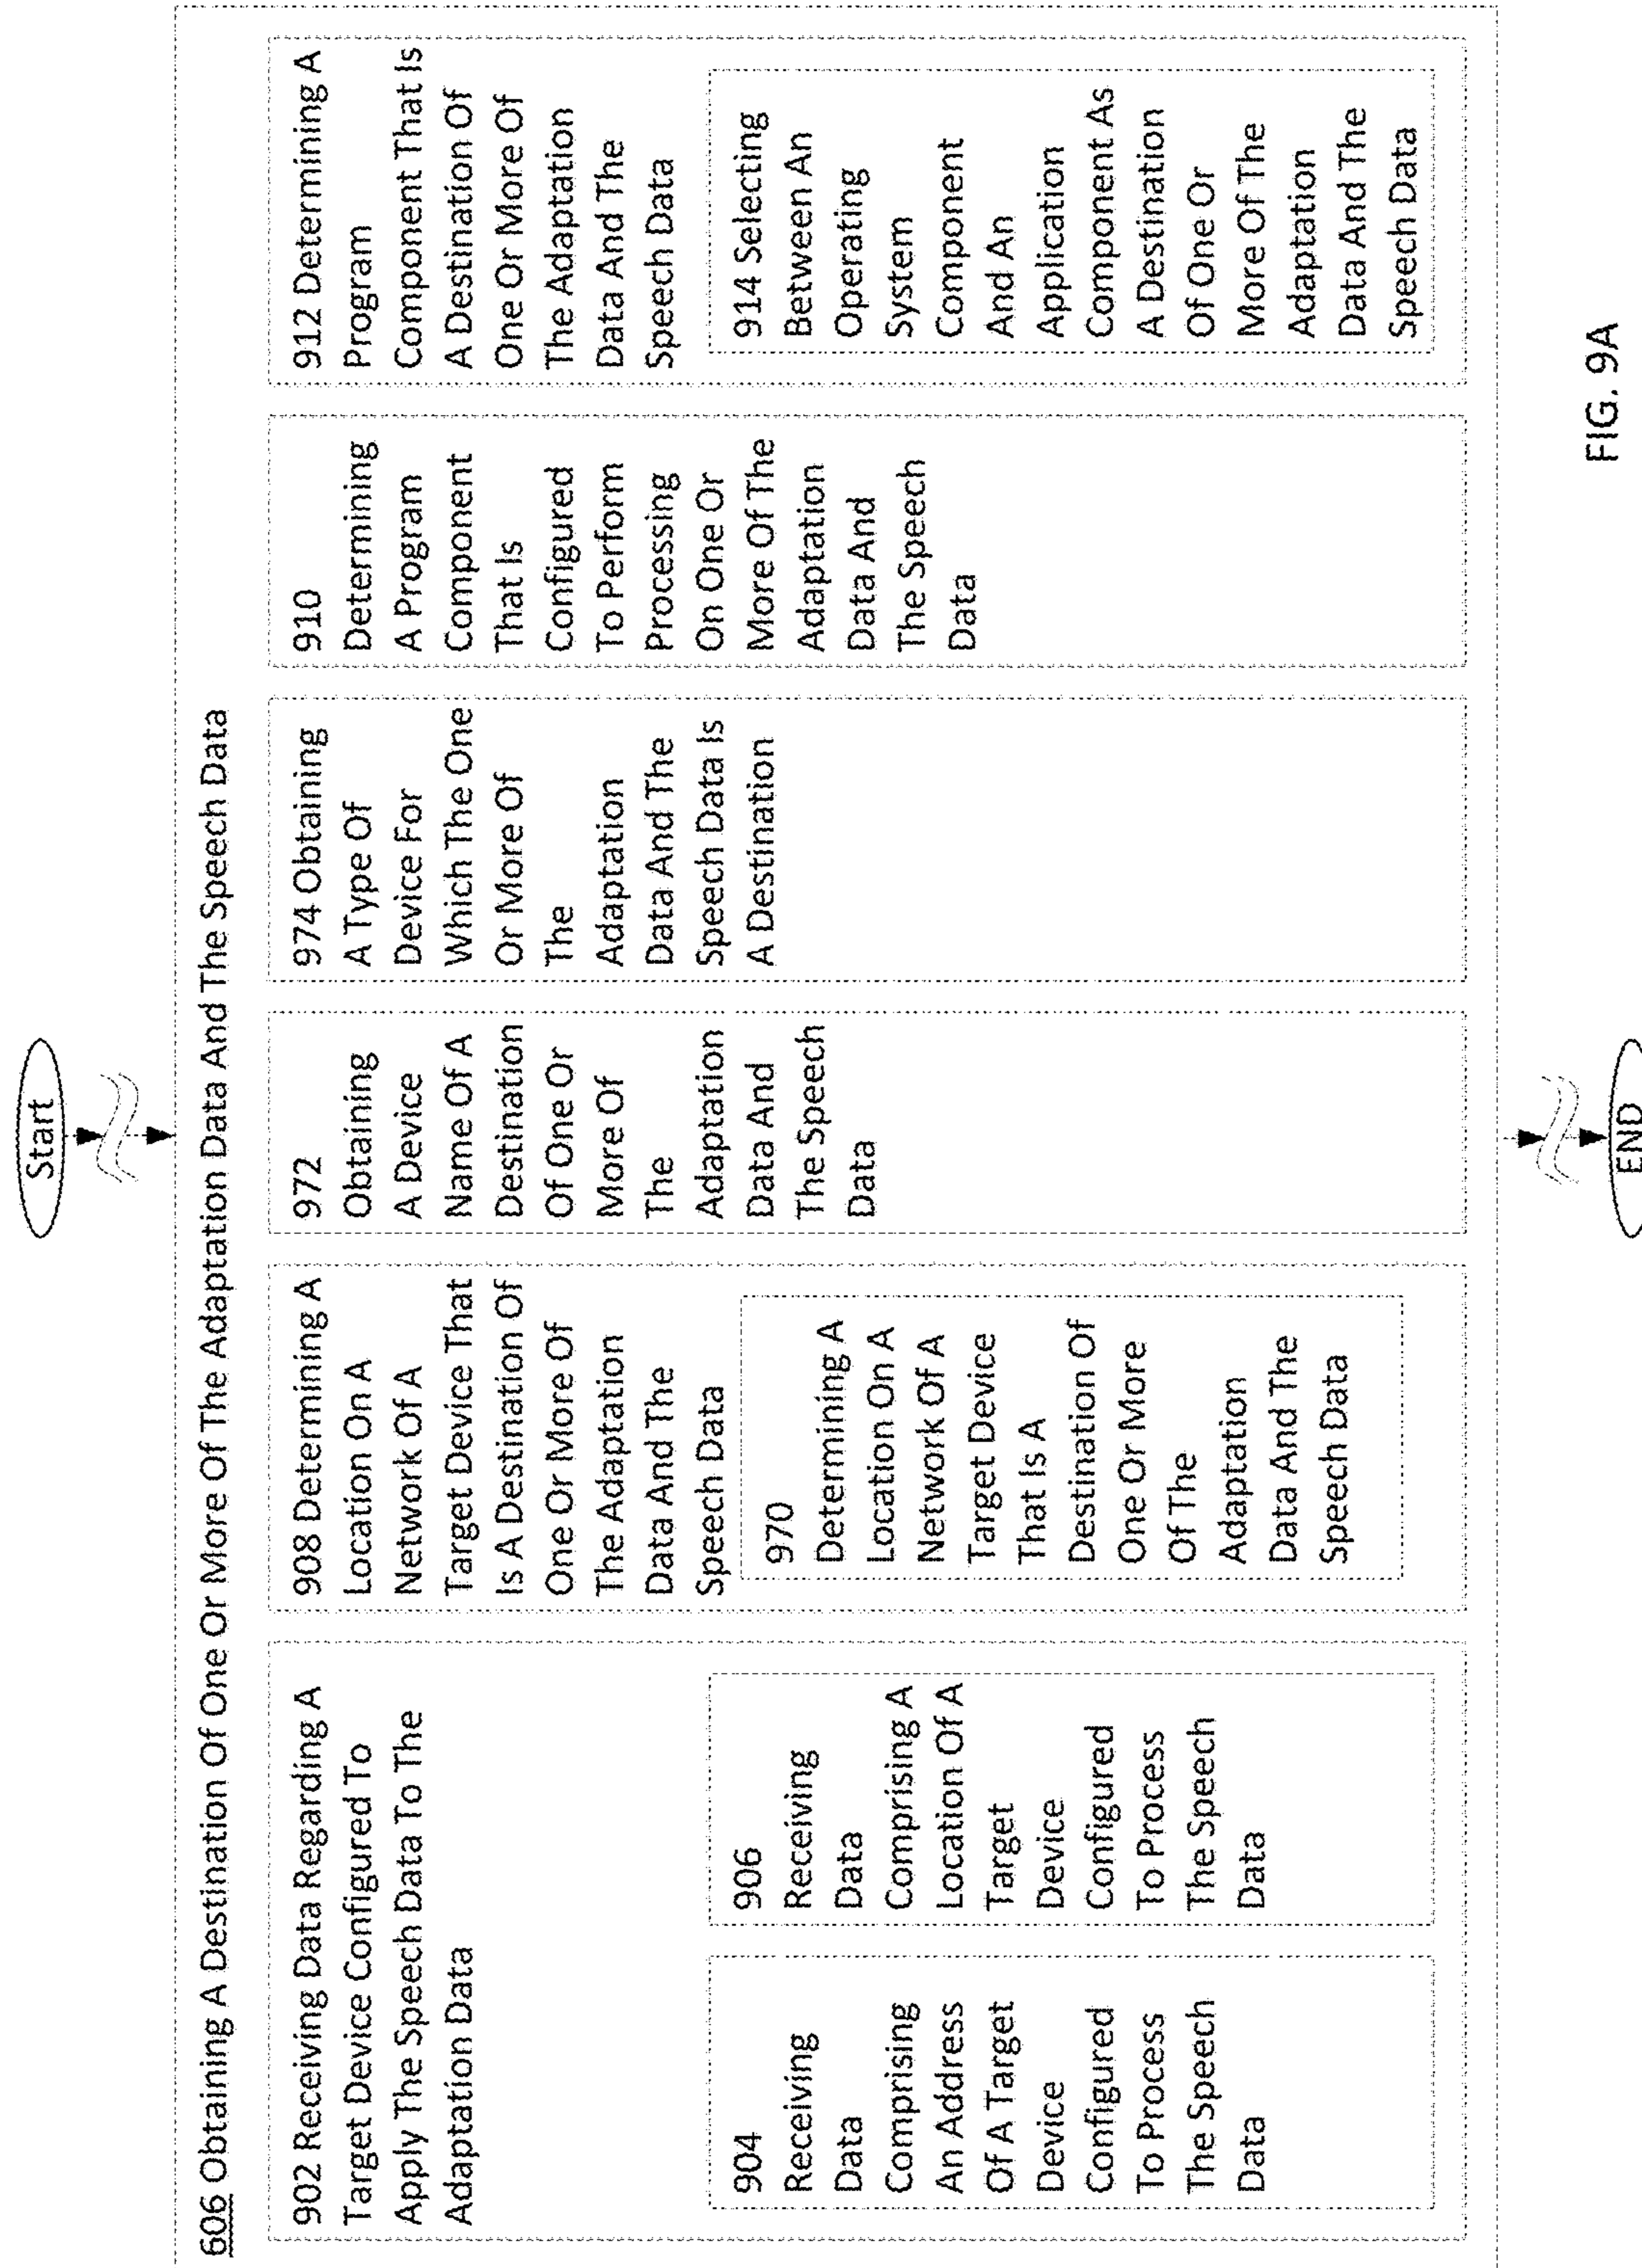 Start
606 Obtaining A Destination Of One Or More Of The Adaptation Data And The Speech Data
902 Receiving Data Regarding A
Target Device Configured To
Apply The Speech Data To The
Adaptation Data
904
Receiving
Data
Comprising
An Address
Of A Target
Device
Configured
To Process
The Speech
Data
906
Receiving
Data
Comprising A
Location Of A
Target
Device
Configured
To Process
The Speech
Data
908 Determining A
Location On A
Network Of A
Target Device That
Is A Destination Of
One Or More Of
The Adaptation
Data And The
Speech Data
970
Determining A
Location On A
Network Of A
Target Device
That Is A
Destination Of
One Or More
Of The
Adaptation
Data And The
Speech Data
972
Obtaining
A Device
Name Of A
Destination
Of One Or
More Of
The
Adaptation
Data And
The Speech
Data
974 Obtaining
A Type Of
Device For
Which The One
Or More Of
The
Adaptation
Data And The
Speech Data Is
A Destination
910
Determining
A Program
Component
That Is
Configured
To Perform
Processing
On One Or
More Of The
Adaptation
Data And
The Speech
Data
912 Determining A
Program
Component That Is
A Destination Of
One Or More Of
The Adaptation
Data And The
Speech Data
914 Selecting
Between An
Operating
System
Component
And An
Application
Component As
A Destination
Of One Or
More Of The
Adaptation
Data And The
Speech Data
END
FIG. 9A